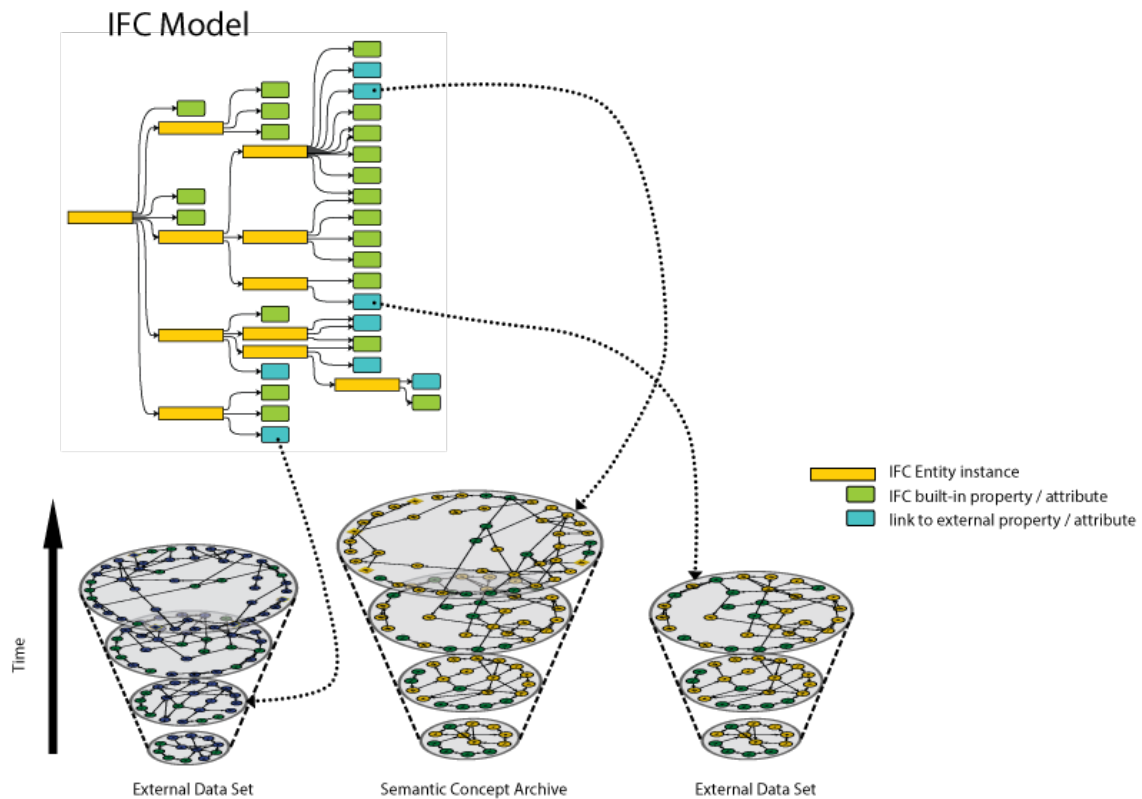 IFC Model
IFC Entity instance
IFC built-in property / attribute
link to external property / attribute
Time
External Data Set
Semantic Concept Archive
External Data Set